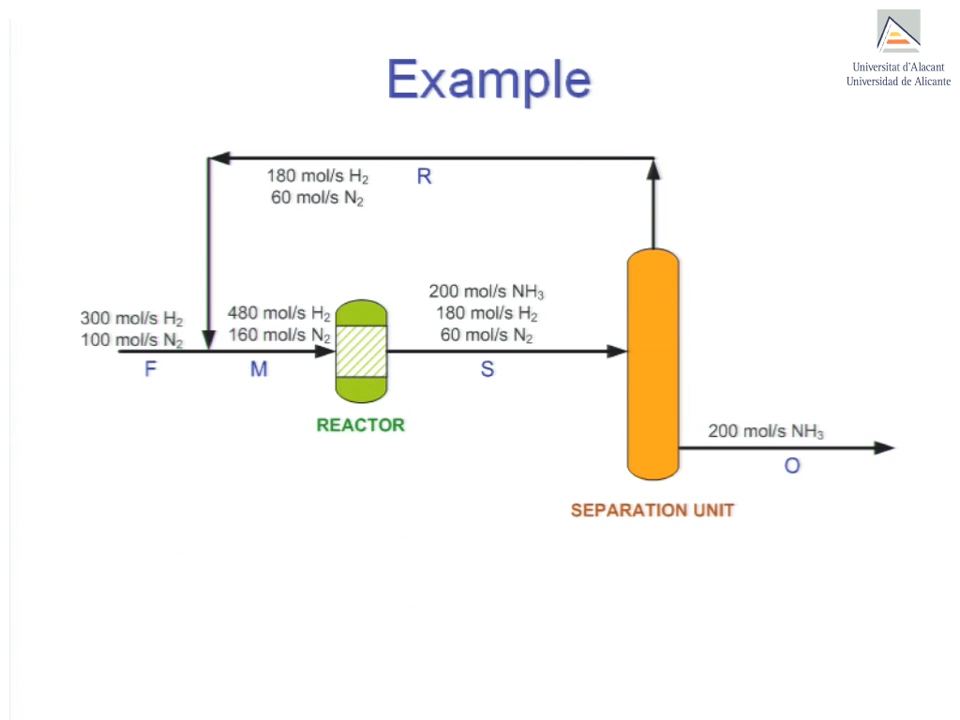 Universitat d'Alacant
Universidad de Alicante
Example
180 mol/s H₂
60 mol/s N₂
R
300 mol/s H₂
100 mol/s N₂
F
480 mol/s H₂
160 mol/s N₂
M
REACTOR
200 mol/s NH₃
180 mol/s H₂
60 mol/s N₂
S
200 mol/s NH₃
O
SEPARATION UNIT